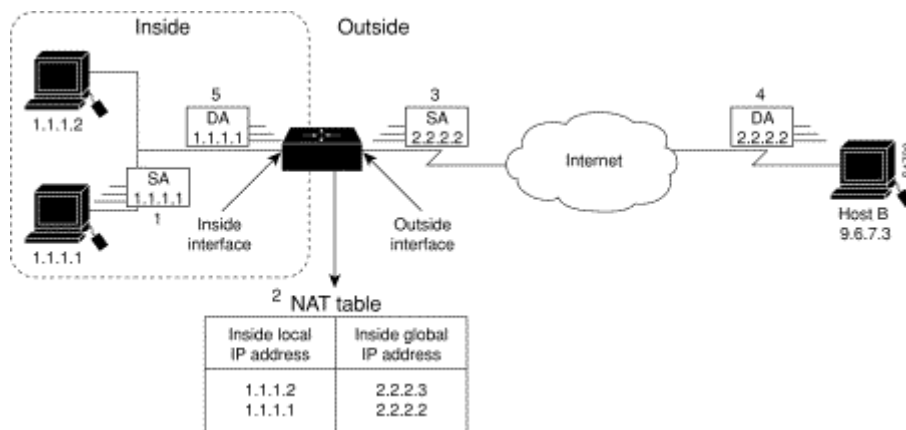 Inside
Outside
1.1.1.2
5
DA
1.1.1.1
3
SA
2.2.2.2
4
DA
2.2.2.2
Internet
SA
1.1.1.1
1
1.1.1.1
Inside
interface
Outside
interface
Host B
9.6.7.3
2
NAT table
Inside local
IP address
Inside global
IP address
1.1.1.2
2.2.2.3
1.1.1.1
2.2.2.2